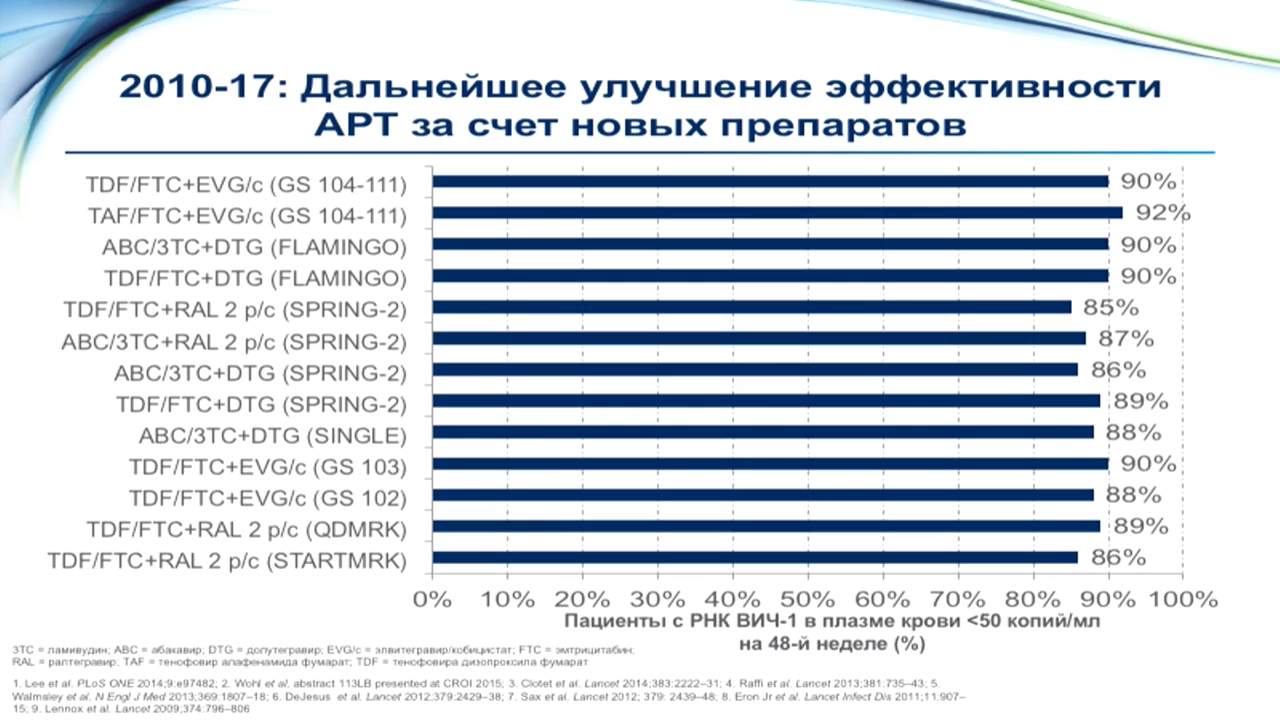 2010-17: Дальнейшее улучшение эффективности
АРТ за счет новых препаратов
TDF/FTC+EVG/c (GS 104-111) 90%
TAF/FTC+EVG/c (GS 104-111) 92%
ABC/3TC+DTG (FLAMINGO) 90%
TDF/FTC+DTG (FLAMINGO) 90%
TDF/FTC+RAL 2 р/с (SPRING-2) 85%
ABC/3TC+RAL 2 р/с (SPRING-2) 87%
ABC/3TC+DTG (SPRING-2) 86%
TDF/FTC+DTG (SPRING-2) 89%
ABC/3TC+DTG (SINGLE) 88%
TDF/FTC+EVG/c (GS 103) 90%
TDF/FTC+EVG/c (GS 102) 88%
TDF/FTC+RAL 2 р/с (QDMRK) 89%
TDF/FTC+RAL 2 р/с (STARTMRK) 86%
0% 10% 20% 30% 40% 50% 60% 70% 80% 90% 100%
Пациенты с РНК ВИЧ-1 в плазме крови <50 копий/мл
на 48-й неделе (%)
3TC = ламивудин; ABC = абакавир; DTG = долутегравир; EVG/c = элвитегравир/кобицистат; FTC = эмтрицитабин;
RAL = ралтегравир; TAF = тенофовир алафенамида фумарат; TDF = тенофовира дизопроксила фумарат
1. Lee et al. PLoS ONE 2014;9:e97482; 2. Wohl et al. abstract 113LB presented at CROI 2015; 3. Clotet et al. Lancet 2014;383:2222–31; 4. Raffi et al. Lancet 2013;381:735–43; 5.
Walmsley et al. N Engl J Med 2013;369:1807–18; 6. DeJesus et al. Lancet 2012;379:2429–38; 7. Sax et al. Lancet 2012; 379: 2439–48; 8. Eron Jr et al. Lancet Infect Dis 2011;11:907–
15; 9. Lennox et al. Lancet 2009;374:796–806